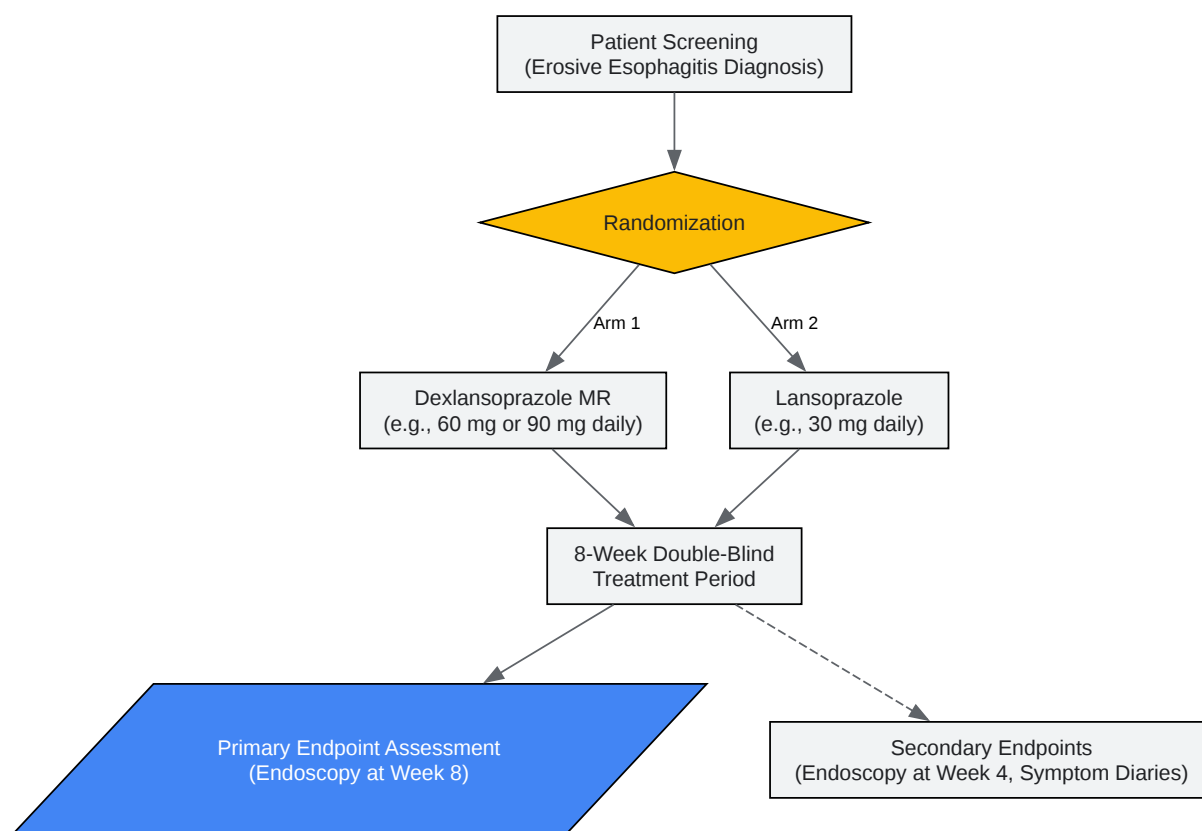 Patient Screening
(Erosive Esophagitis Diagnosis)
Randomization
Arm 1
Arm 2
Dexlansoprazole MR
(e.g., 60 mg or 90 mg daily)
Lansoprazole
(e.g., 30 mg daily)
8-Week Double-Blind
Treatment Period
Primary Endpoint Assessment
(Endoscopy at Week 8)
Secondary Endpoints
(Endoscopy at Week 4, Symptom Diaries)